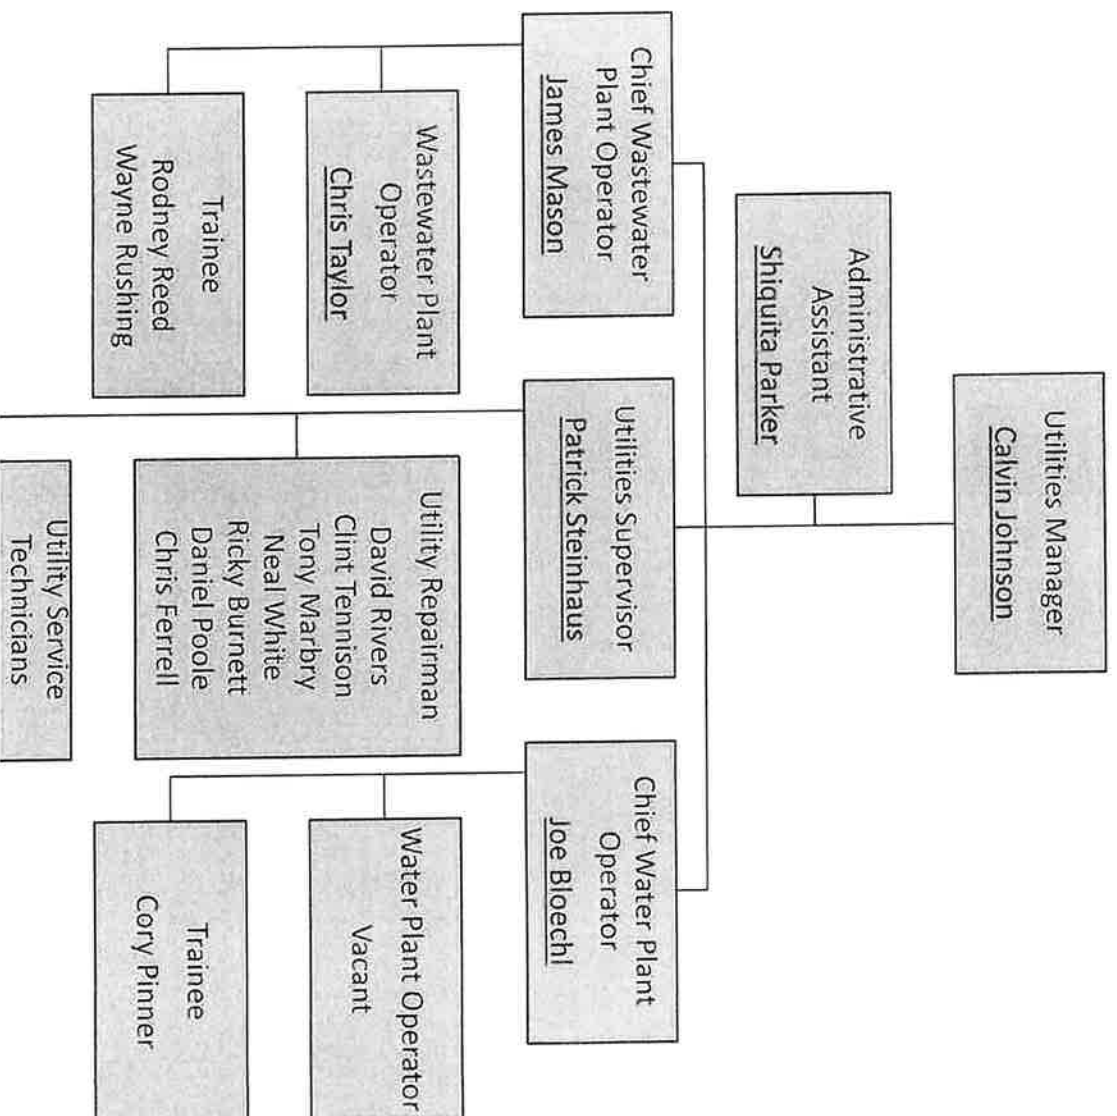 Utilities Manager
Calvin Johnson
Administrative
Assistant
Shiquita Parker
Chief Wastewater
Plant Operator
James Mason
Utilities Supervisor
Patrick Steinhaus
Chief Water Plant
Operator
Joe Bloechl
Wastewater Plant
Operator
Chris Taylor
Trainee
Rodney Reed
Wayne Rushing
Utility Repairman
David Rivers
Clint Tennison
Tony Marbry
Neal White
Ricky Burnett
Daniel Poole
Chris Ferrell
Utility Service
Technicians
Water Plant Operator
Vacant
Trainee
Cory Pinner